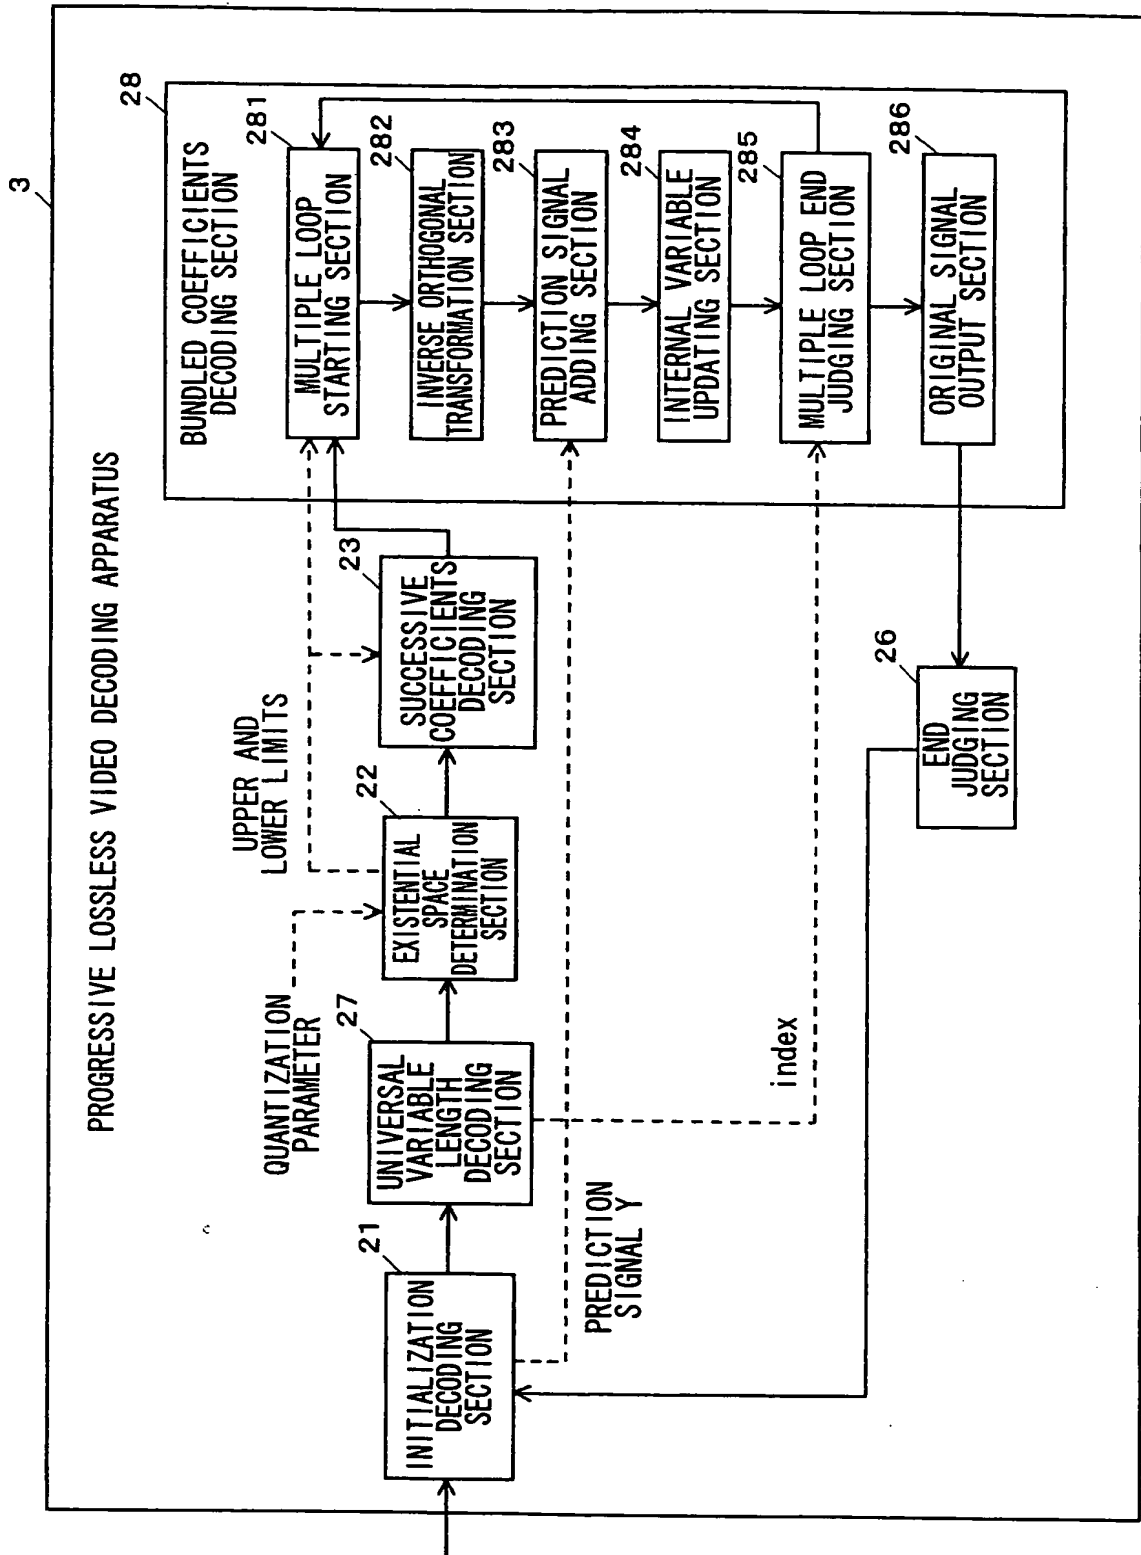 3
PROGRESSIVE LOSSLESS VIDEO DECODING APPARATUS
28
BUNDLED COEFFICIENTS
DECODING SECTION
281
MULTIPLE LOOP
STARTING SECTION
282
INVERSE ORTHOGONAL
TRANSFORMATION SECTION
283
PREDICTION SIGNAL
ADDING SECTION
284
INTERNAL VARIABLE
UPDATING SECTION
285
MULTIPLE LOOP END
JUDGING SECTION
286
ORIGINAL SIGNAL
OUTPUT SECTION
21
INITIALIZATION
DECODING
SECTION
PREDICTION
SIGNAL Y
QUANTIZATION
PARAMETER
27
UNIVERSAL
VARIABLE
LENGTH
DECODING
SECTION
index
UPPER AND
LOWER LIMITS
22
EXISTENTIAL
SPACE
DETERMINATION
SECTION
23
SUCCESSIVE
COEFFICIENTS
DECODING
SECTION
26
END
JUDGING
SECTION